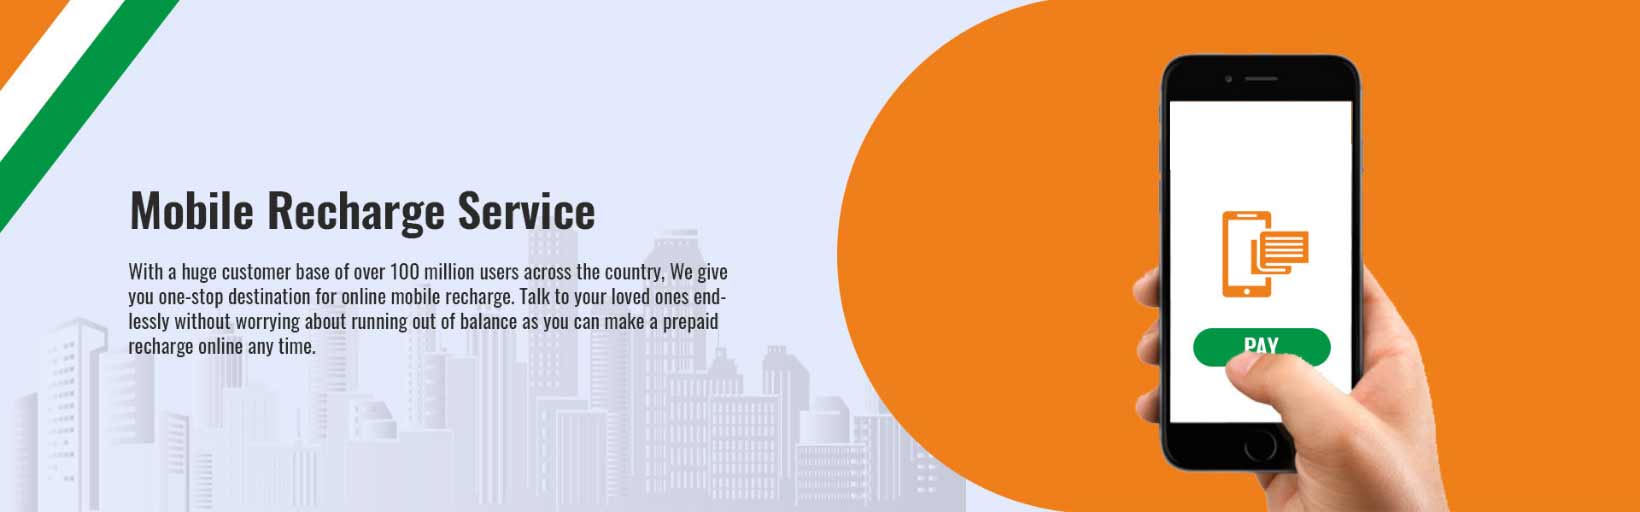 Mobile Recharge Service
With a huge customer base of over 100 million users across the country, We give
you one-stop destination for online mobile recharge. Talk to your loved ones end-
lessly without worrying about running out of balance as you can make a prepaid
recharge online any time.
PAY